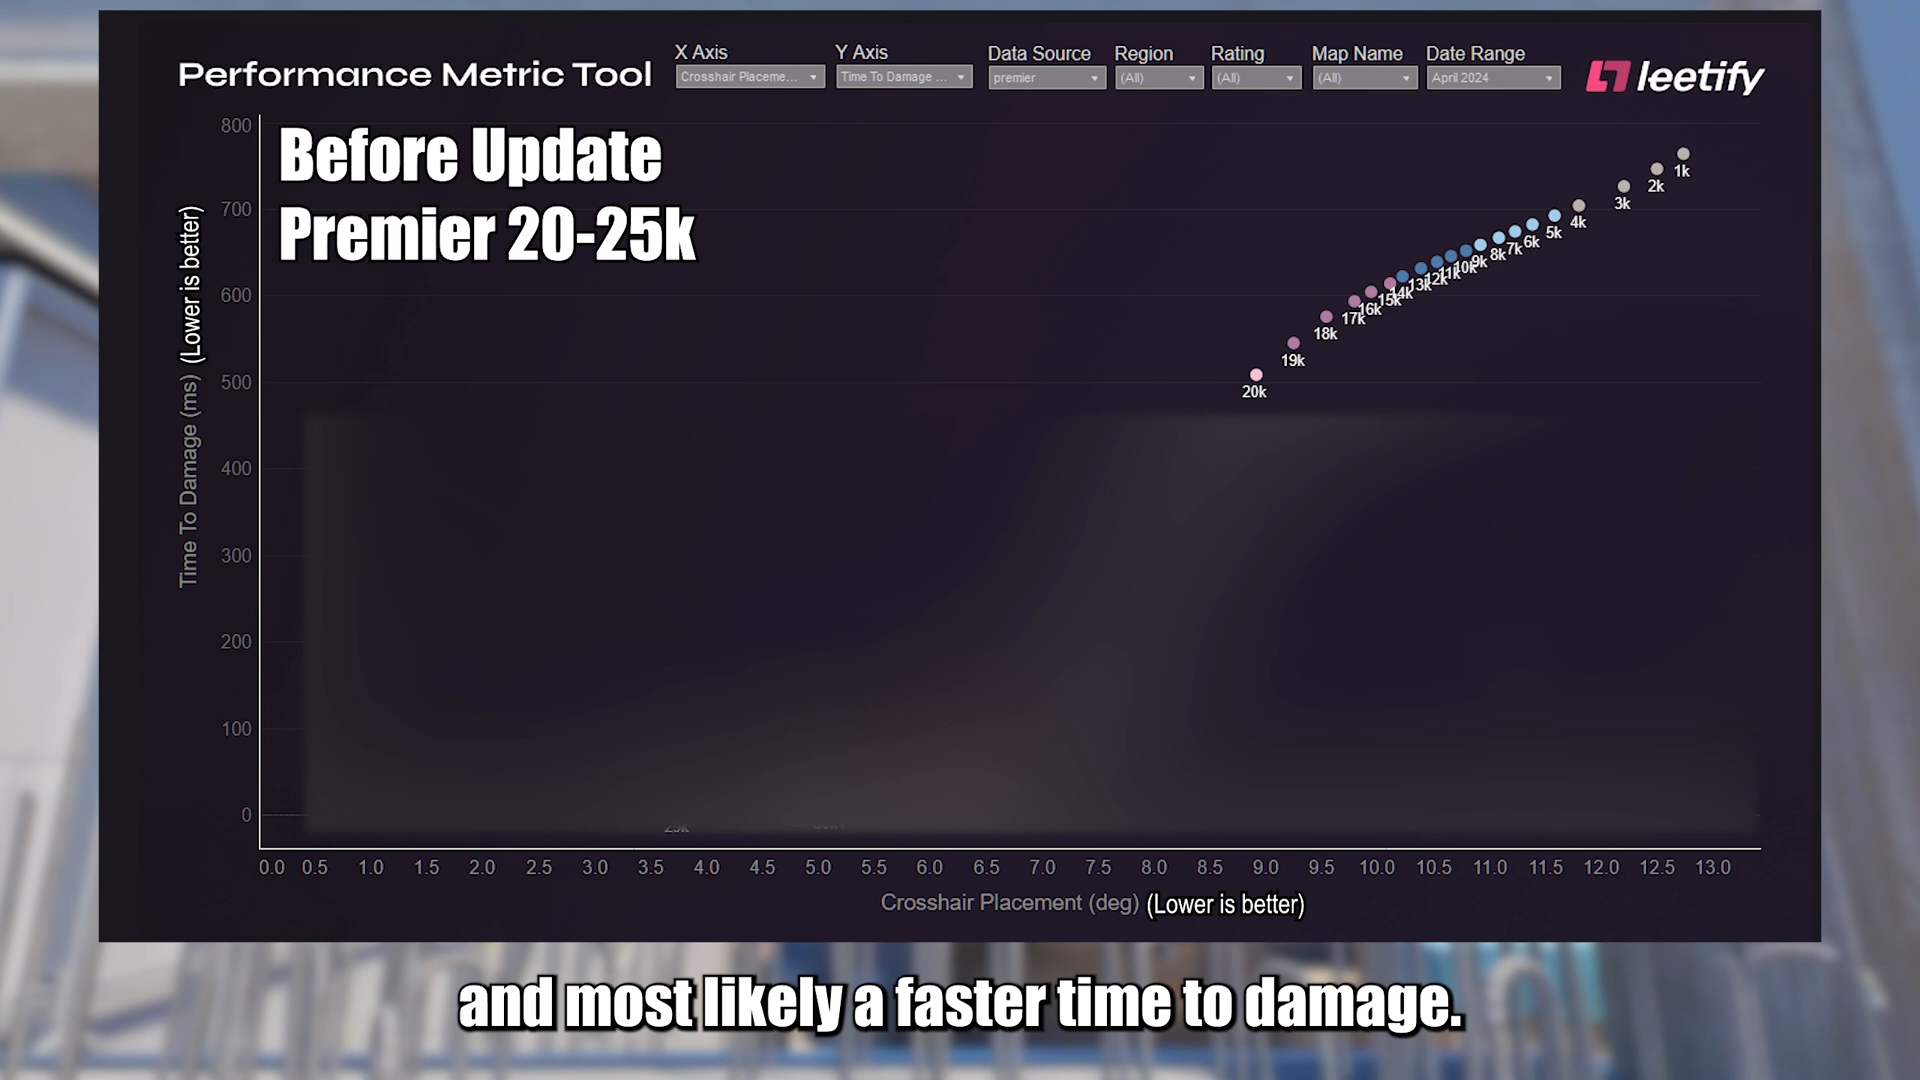 Performance Metric Tool
X Axis
Crosshair Placeme...
Y Axis
Time To Damage ...
Data Source
premier
Region
(All)
Rating
(All)
Map Name
(All)
Date Range
April 2024
leetify
Before Update
Premier 20-25k
Time To Damage (ms) (Lower is better)
800
700
600
500
400
300
200
100
0
1k
2k
3k
4k
5k
6k
7k
8k
9k
10k
11k
12k
13k
14k
15k
16k
17k
18k
19k
20k
0.0 0.5 1.0 1.5 2.0 2.5 3.0 3.5 4.0 4.5 5.0 5.5 6.0 6.5 7.0 7.5 8.0 8.5 9.0 9.5 10.0 10.5 11.0 11.5 12.0 12.5 13.0
Crosshair Placement (deg) (Lower is better)
and most likely a faster time to damage.